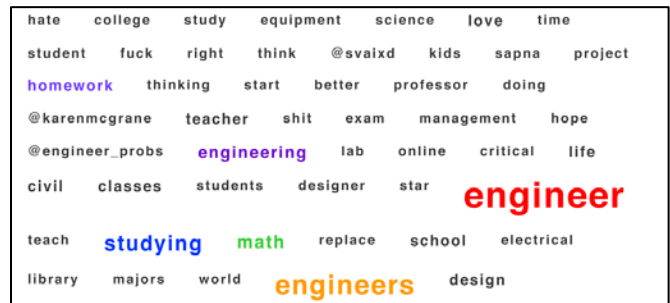 hate college study equipment science love time
student fuck right think @svaixd kids sapna project
homework thinking start better professor doing
@karenmcgrane teacher shit exam management hope
@engineer_probs engineering lab online critical life
civil classes students designer star engineer
teach studying math replace school electrical
library majors world engineers design